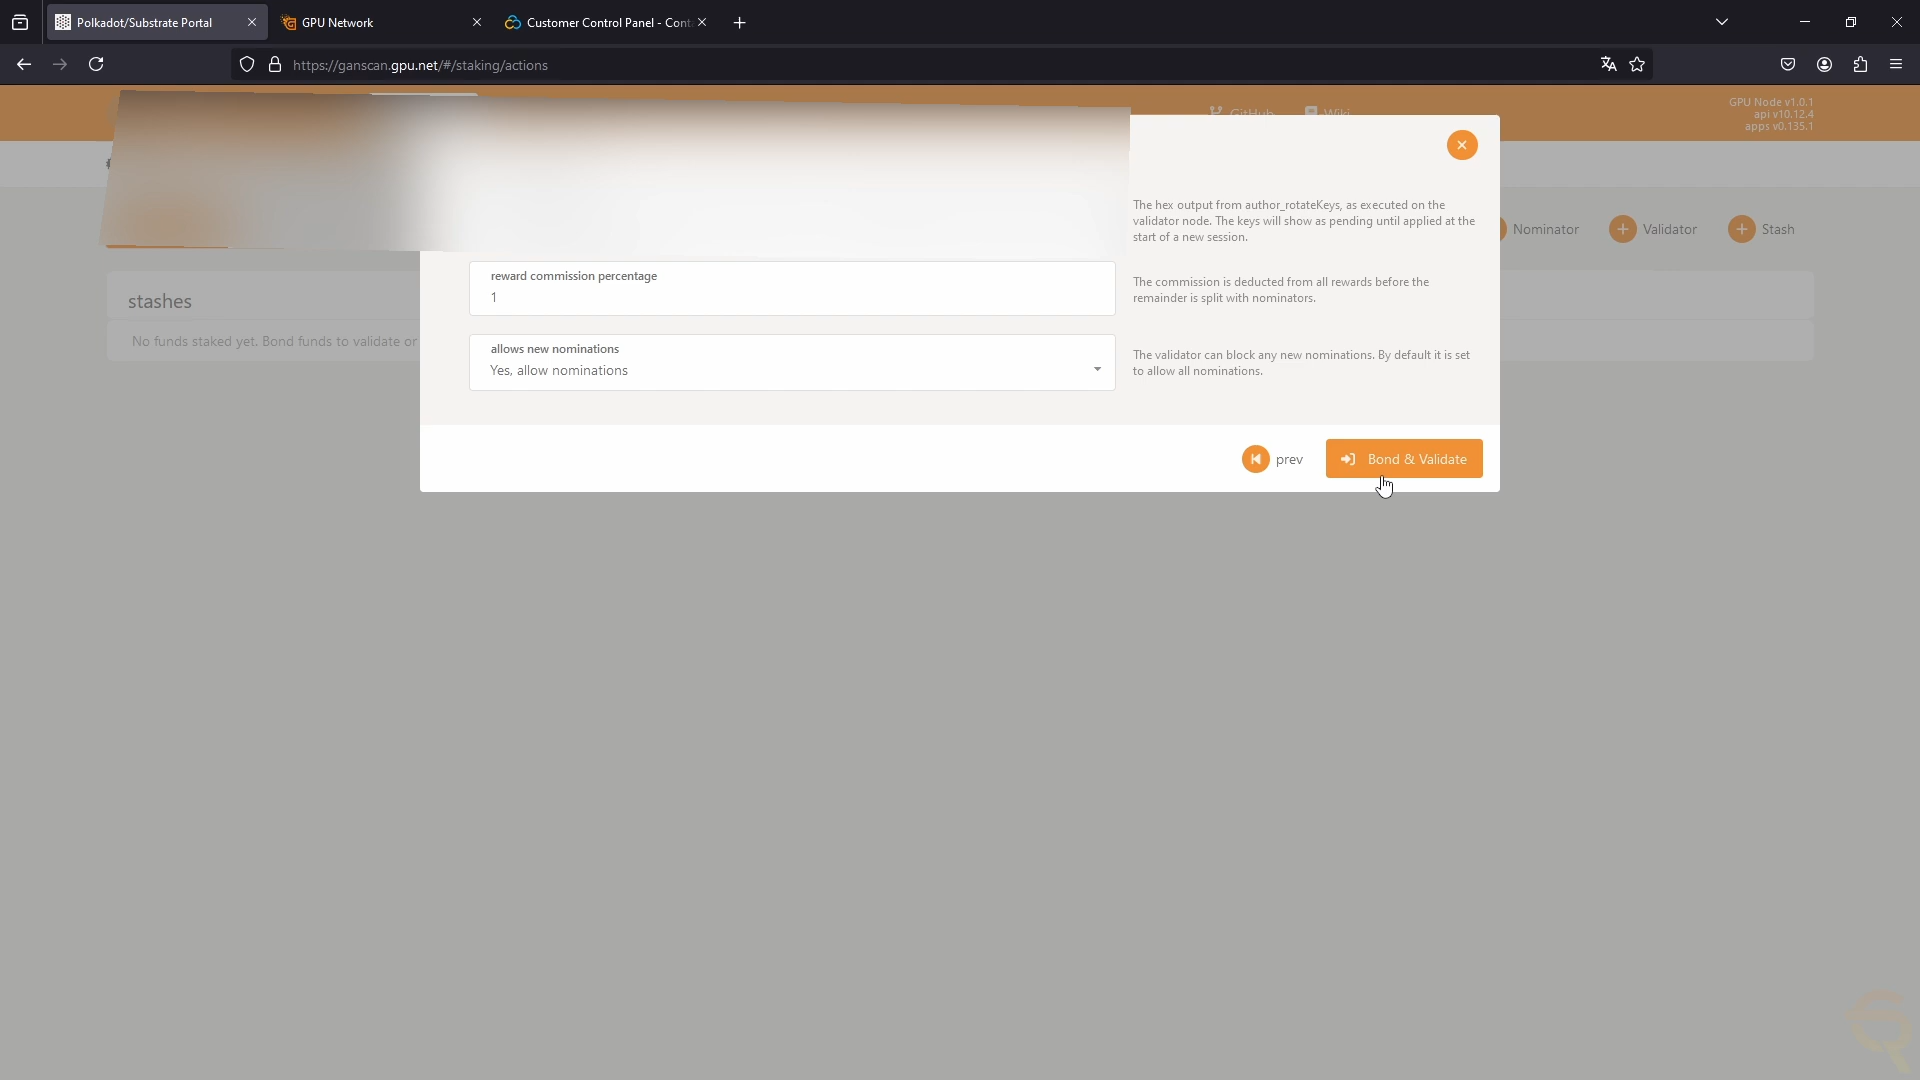 Polkadot/Substrate Portal
GPU Network
Customer Control Panel - Conta
https://ganscan.gpu.net/#/staking/actions
GitHub
Wiki
GPU Node v1.0.1
api v10.12.4
apps v0.135.1
The hex output from author_rotateKeys, as executed on the
validator node. The keys will show as pending until applied at the
start of a new session.
Nominator
Validator
Stash
reward commission percentage
1
The commission is deducted from all rewards before the
remainder is split with nominators.
stashes
No funds staked yet. Bond funds to validate or
allows new nominations
Yes, allow nominations
The validator can block any new nominations. By default it is set
to allow all nominations.
prev
Bond & Validate